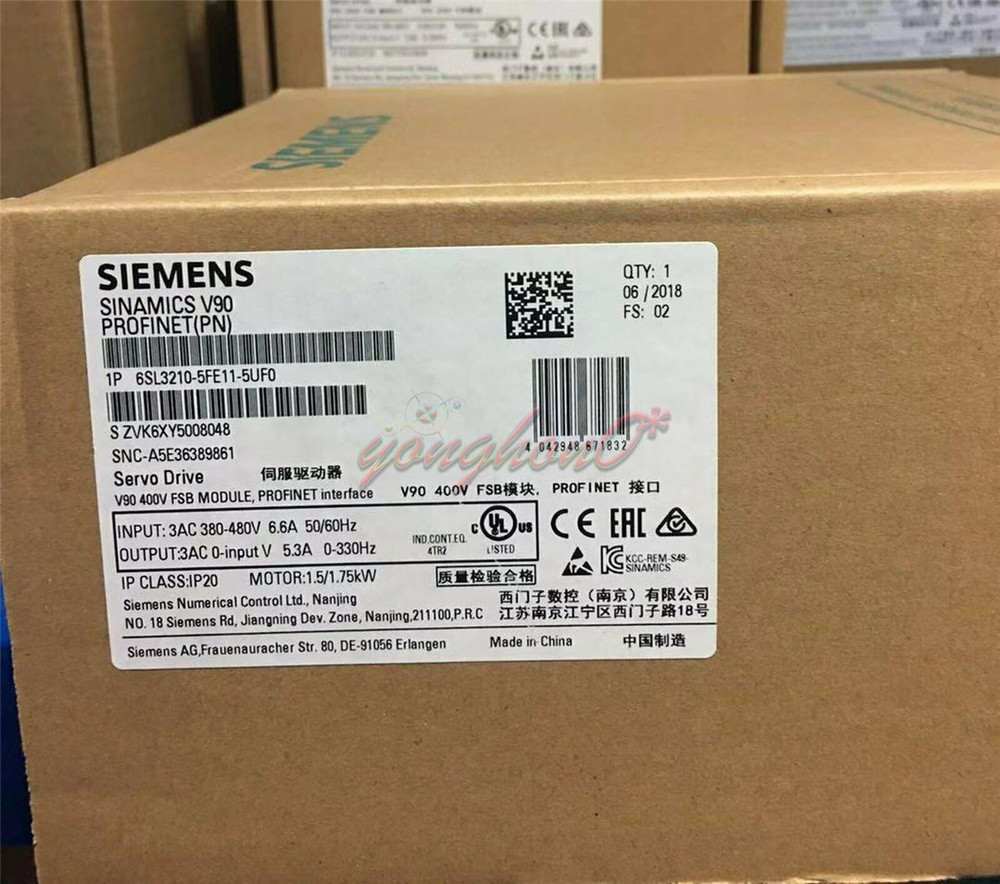 SIEMENS
SIEMENS
SINAMICS V90
PROFINET(PN)
1P 6SL3210-5FE11-5UF0
S ZVK6XY5008048
SNC-A5E36389861
QTY: 1
06 / 2018
FS: 02
4 042948 671832
yonghono*
Servo Drive 伺服驱动器
V90 400V FSB MODULE, PROFINET interface V90 400V FSB模块, PROFINET 接口
INPUT: 3AC 380-480V 6.6A 50/60Hz
OUTPUT:3AC 0-input V 5.3A 0-330Hz
IND.CONT.EQ.
4TR2
C UL US
LISTED
CE EAC
KCC-REM-S49-
SINAMICS
IP CLASS:IP20 MOTOR:1.5/1.75kW
质量检验合格
Siemens Numerical Control Ltd., Nanjing
NO. 18 Siemens Rd, Jiangning Dev. Zone, Nanjing,211100,P.R.C
西门子数控（南京）有限公司
江苏南京江宁区西门子路18号
Siemens AG,Frauenauracher Str. 80, DE-91056 Erlangen Made in China 中国制造